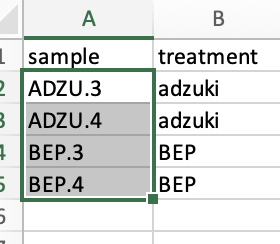 A B
1 sample treatment
2 ADZU.3 adzuki
3 ADZU.4 adzuki
4 BEP.3 BEP
5 BEP.4 BEP
6